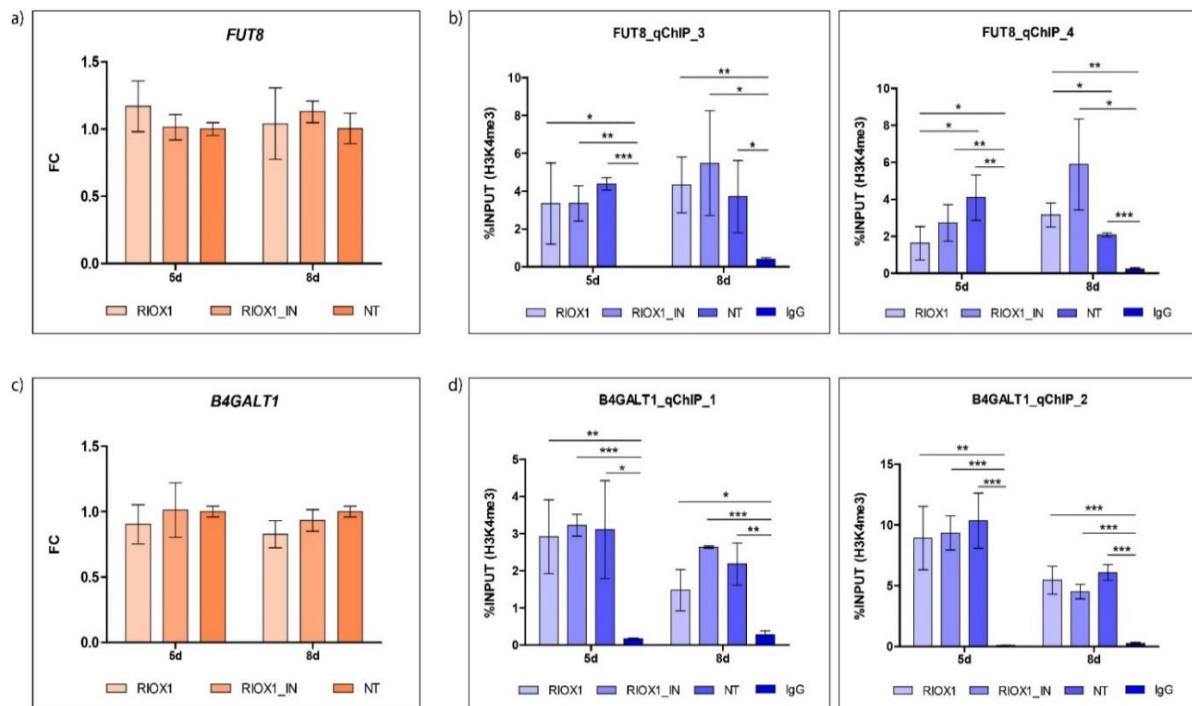 a)
FUT8
FC
1.5
1.0
0.5
0.0
5d 8d
RIOX1 RIOX1_IN NT
b)
FUT8_qChIP_3
%INPUT (H3K4me3)
10
8
6
4
2
0
*
**
***
**
*
*
5d 8d
RIOX1 RIOX1_IN NT IgG
FUT8_qChIP_4
%INPUT (H3K4me3)
10
8
6
4
2
0
*
*
**
**
**
*
*
***
5d 8d
RIOX1 RIOX1_IN NT IgG
c)
B4GALT1
FC
1.5
1.0
0.5
0.0
5d 8d
RIOX1 RIOX1_IN NT
d)
B4GALT1_qChIP_1
%INPUT (H3K4me3)
5
4
3
2
1
0
**
***
*
*
***
**
5d 8d
RIOX1 RIOX1_IN NT IgG
B4GALT1_qChIP_2
%INPUT (H3K4me3)
15
10
5
0
**
***
***
***
***
***
5d 8d
RIOX1 RIOX1_IN NT IgG